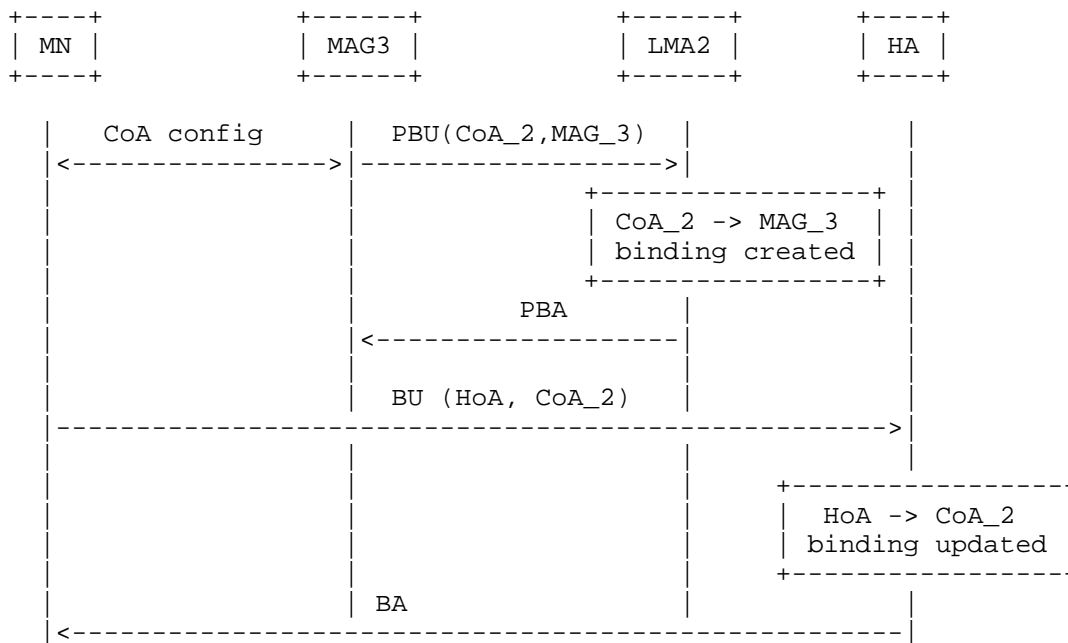 MN MAG3 LMA2 HA
CoA config PBU(CoA_2,MAG_3)
CoA_2 -> MAG_3
binding created
PBA
BU (HoA, CoA_2)
HoA -> CoA_2
binding updated
BA